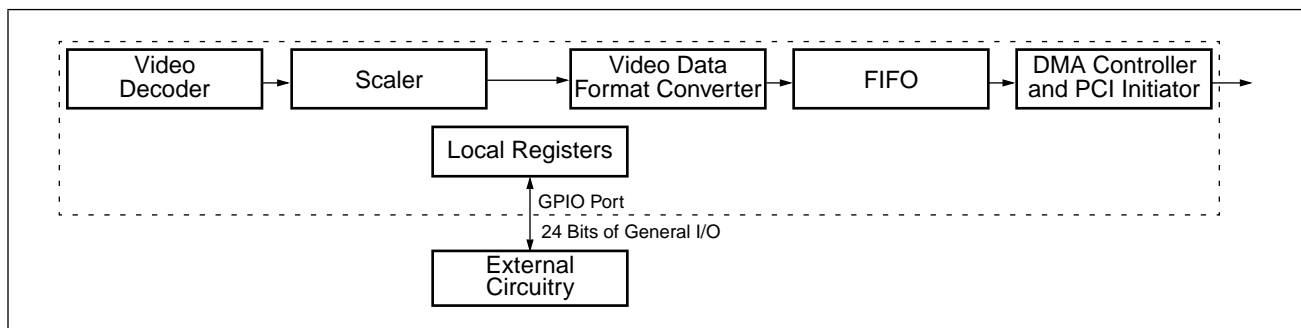 Video
Decoder
Scaler
Video Data
Format Converter
FIFO
DMA Controller
and PCI Initiator
Local Registers
GPIO Port
24 Bits of General I/O
External
Circuitry